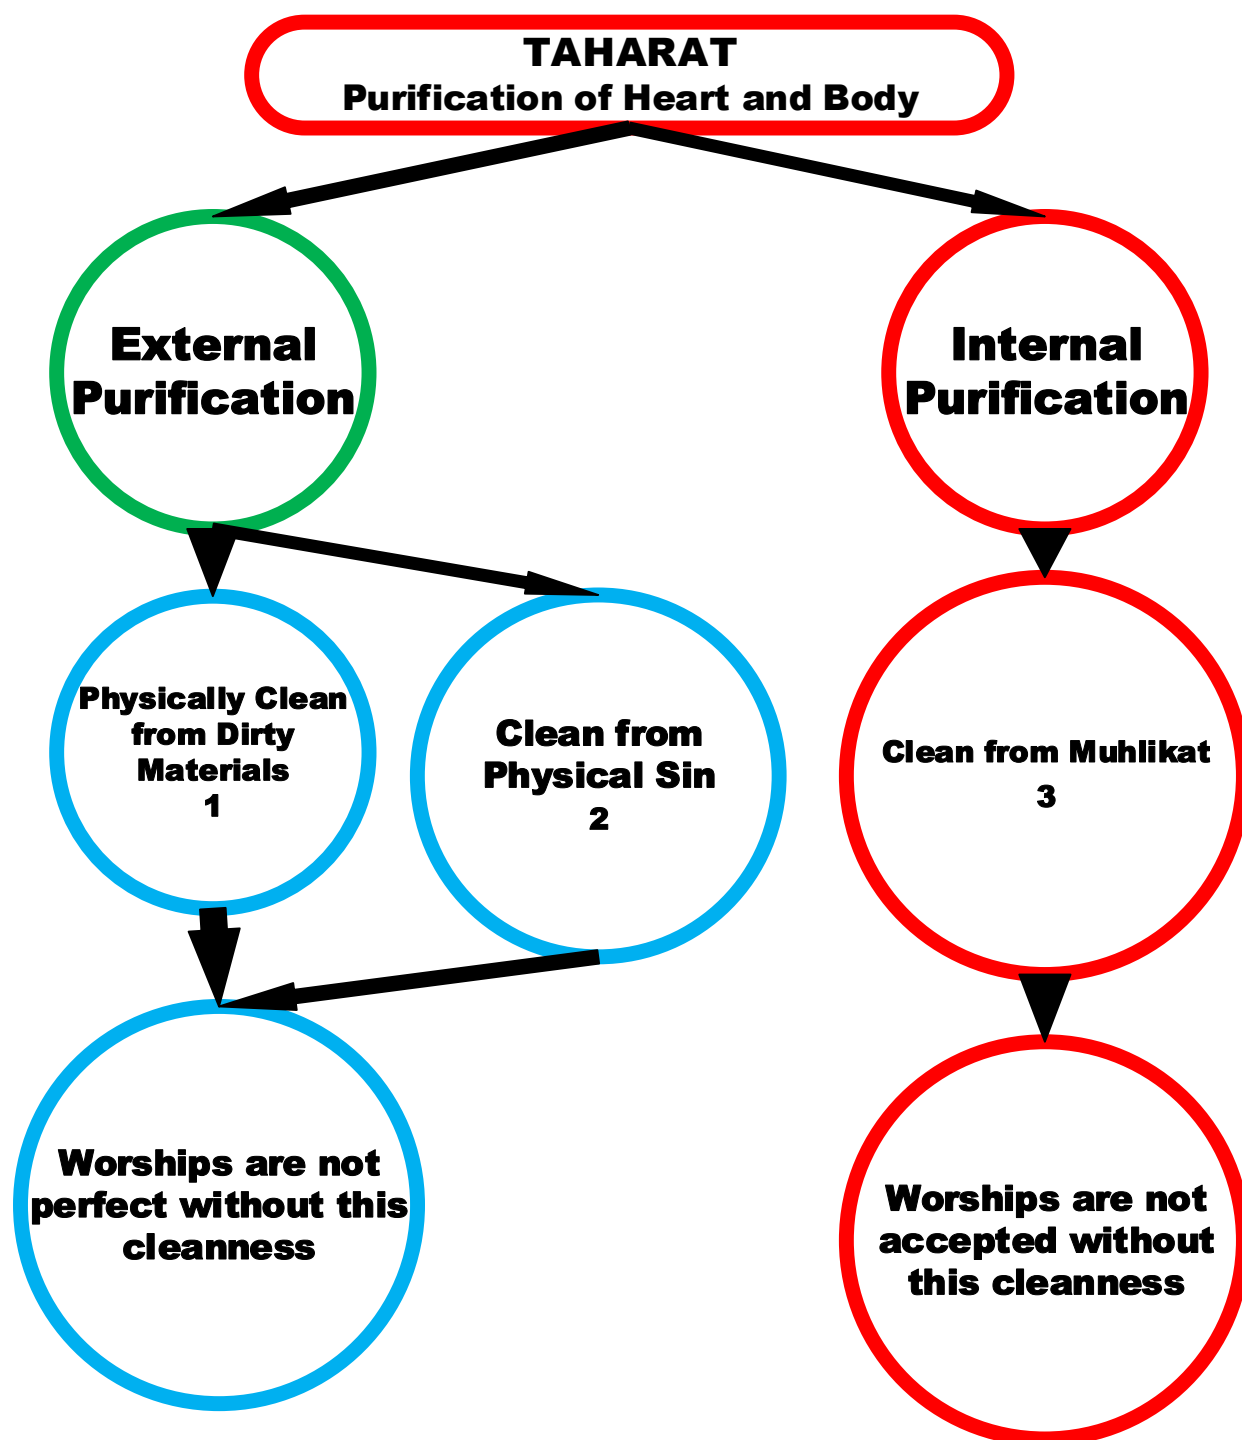 TAHARAT
Purification of Heart and Body
External
Purification
Internal
Purification
Physically Clean
from Dirty
Materials
1
Clean from
Physical Sin
2
Clean from Muhlikat
3
Worships are not
perfect without this
cleanness
Worships are not
accepted without
this cleanness